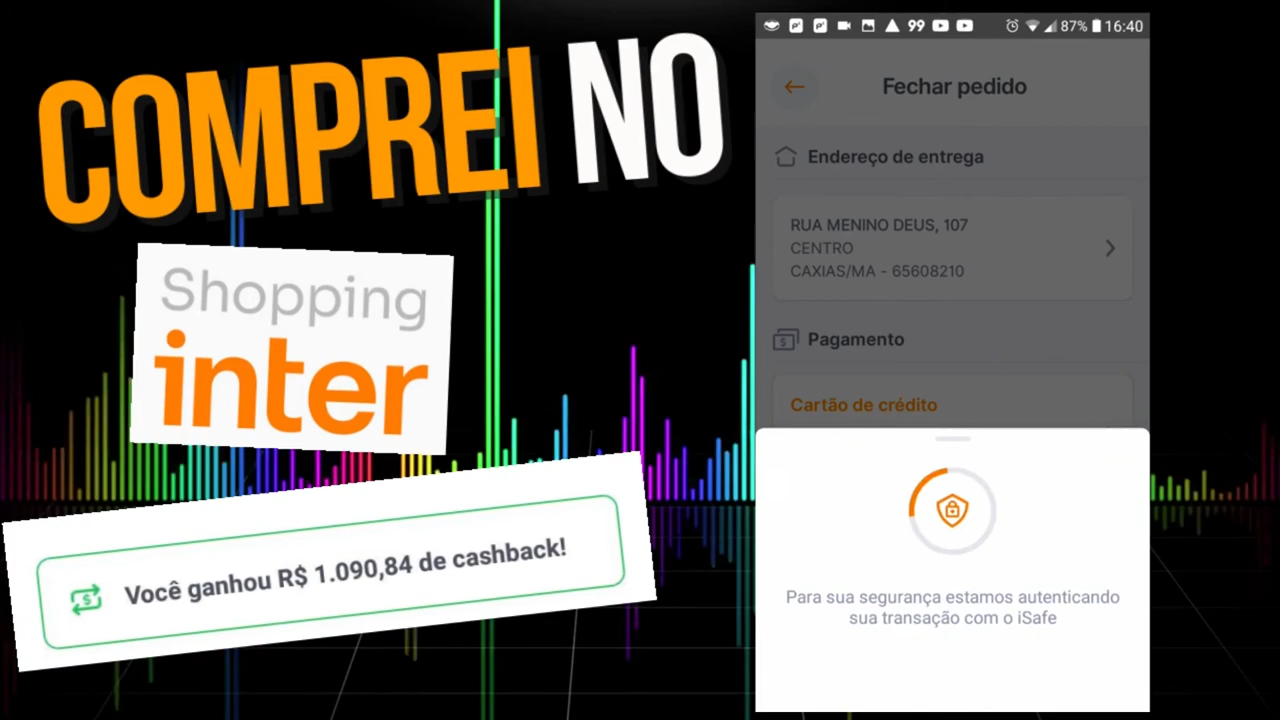 COMPREI NO
Shopping
inter
Você ganhou R$ 1.090,84 de cashback!
99 87% 16:40
Fechar pedido
Endereço de entrega
RUA MENINO DEUS, 107
CENTRO
CAXIAS/MA - 65608210
Pagamento
Cartão de crédito
Para sua segurança estamos autenticando
sua transação com o iSafe